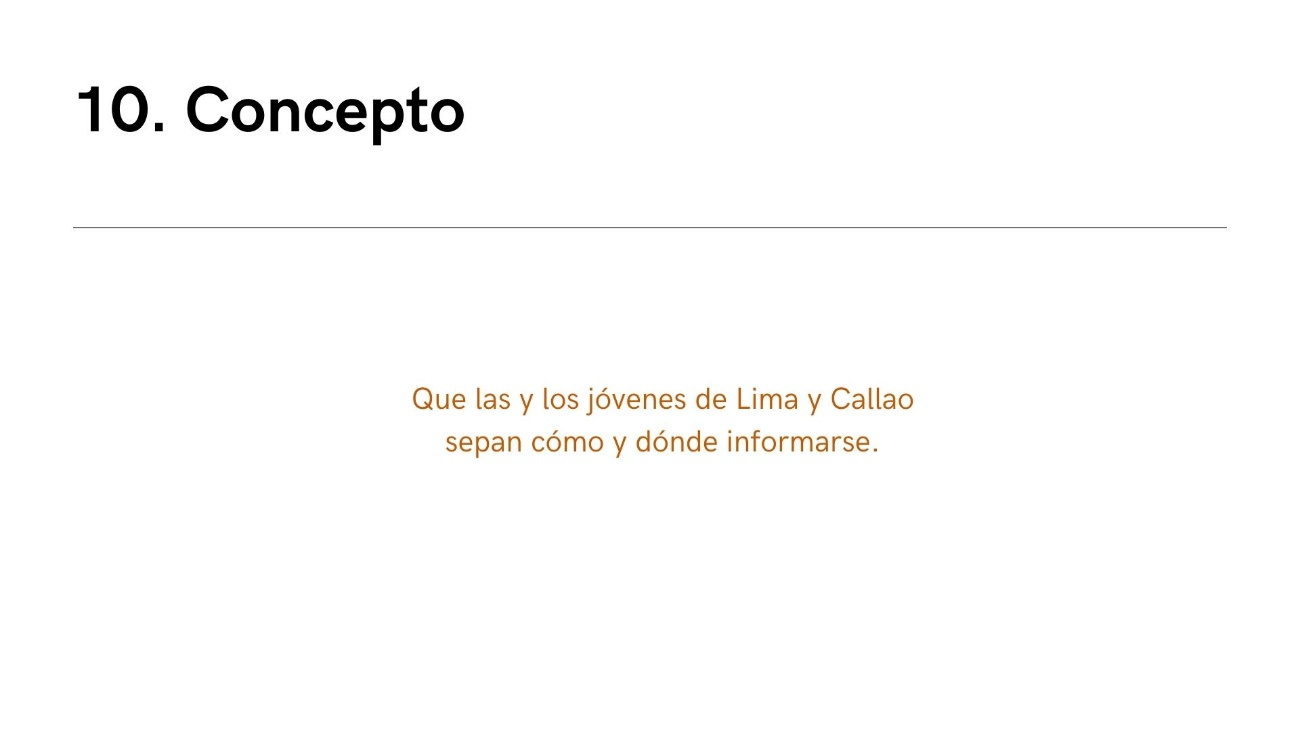 10. Concepto
Que las y los jóvenes de Lima y Callao
sepan cómo y dónde informarse.